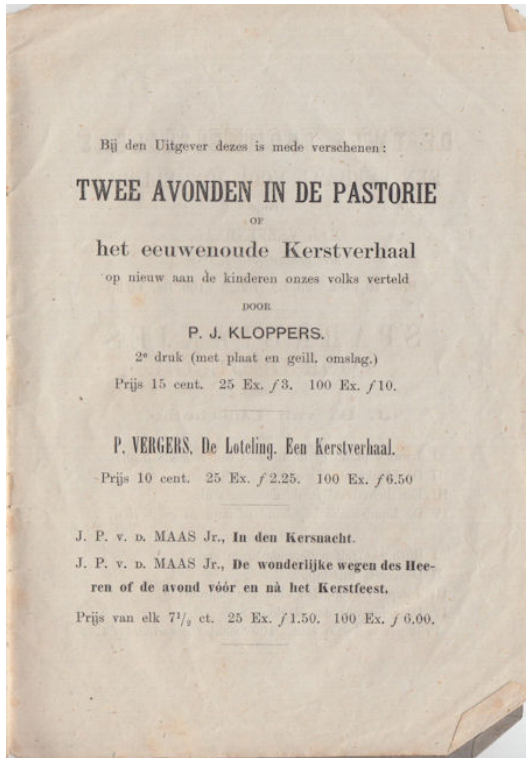 Bij den Uitgever dezes is mede verschenen:
TWEE AVONDEN IN DE PASTORIE
OF
het eeuwenoude Kerstverhaal
op nieuw aan de kinderen onzes volks verteld
DOOR
P. J. KLOPPERS.
2e druk (met plaat en geill. omslag.)
Prijs 15 cent. 25 Ex. ƒ3. 100 Ex. ƒ10.
P. VERGERS, De Loteling. Een Kerstverhaal.
Prijs 10 cent. 25 Ex. ƒ2.25. 100 Ex. ƒ6.50
J. P. v. D. MAAS Jr., In den Kersnacht.
J. P. v. D. MAAS Jr., De wonderlijke wegen des Hee-
ren of de avond vóór en nà het Kerstfeest.
Prijs van elk 7½ ct. 25 Ex. ƒ1.50. 100 Ex. ƒ6.00.